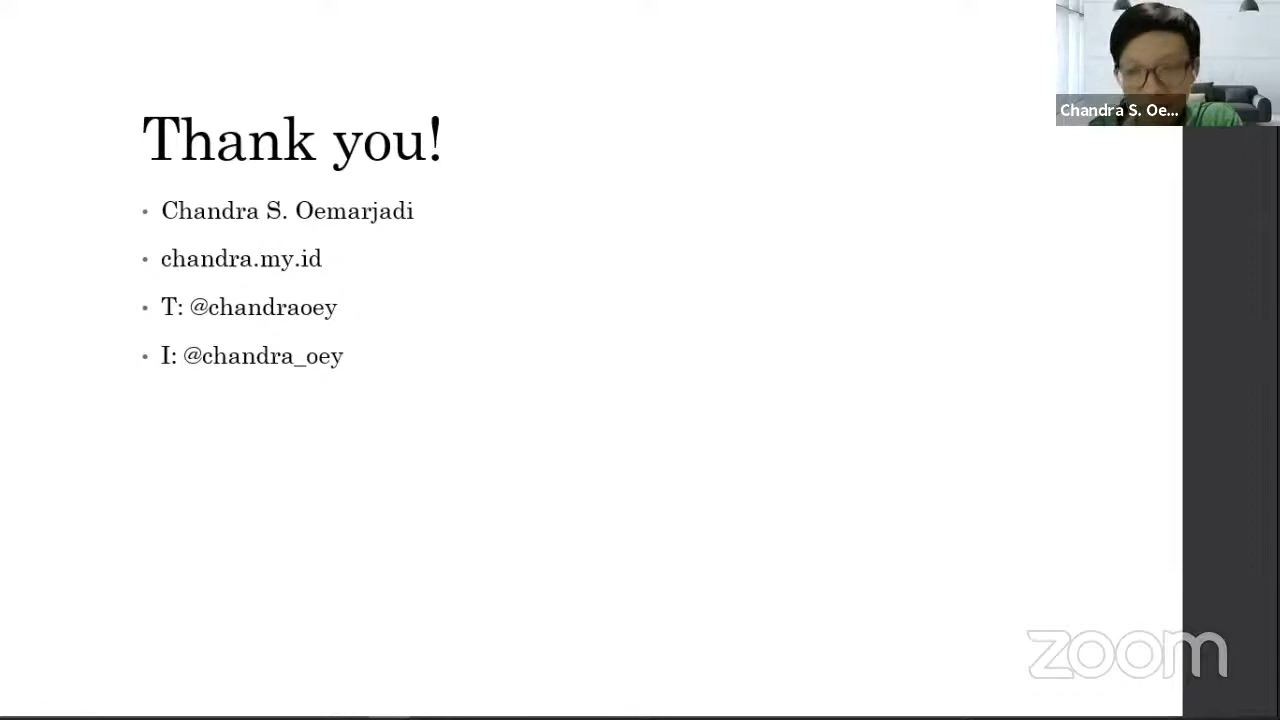 Chandra S. Oe...
Thank you!
• Chandra S. Oemarjadi
• chandra.my.id
• T: @chandraoey
• I: @chandra_oey
zoom